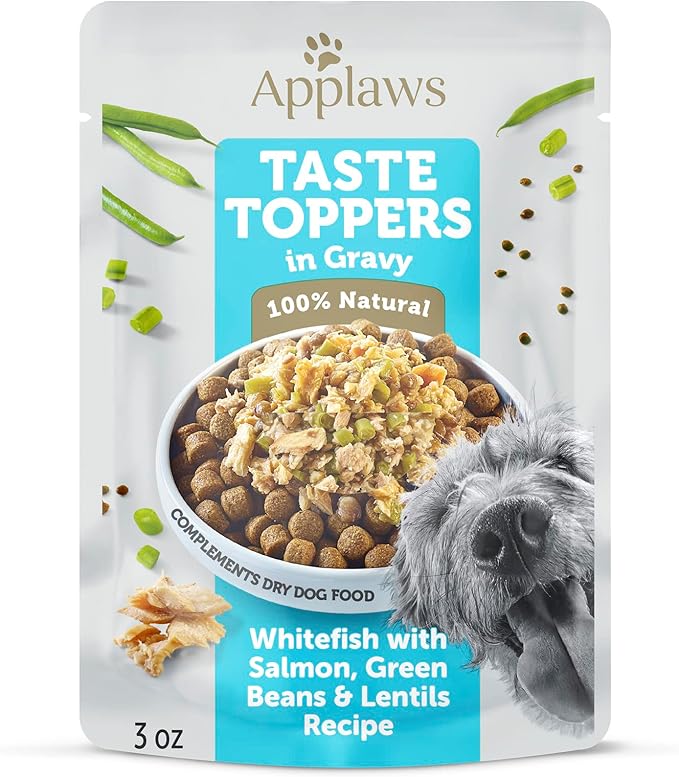 Applaws
TASTE
TOPPERS
in Gravy
100% Natural
COMPLEMENTS DRY DOG FOOD
Whitefish with
Salmon, Green
Beans & Lentils
Recipe
3 oz